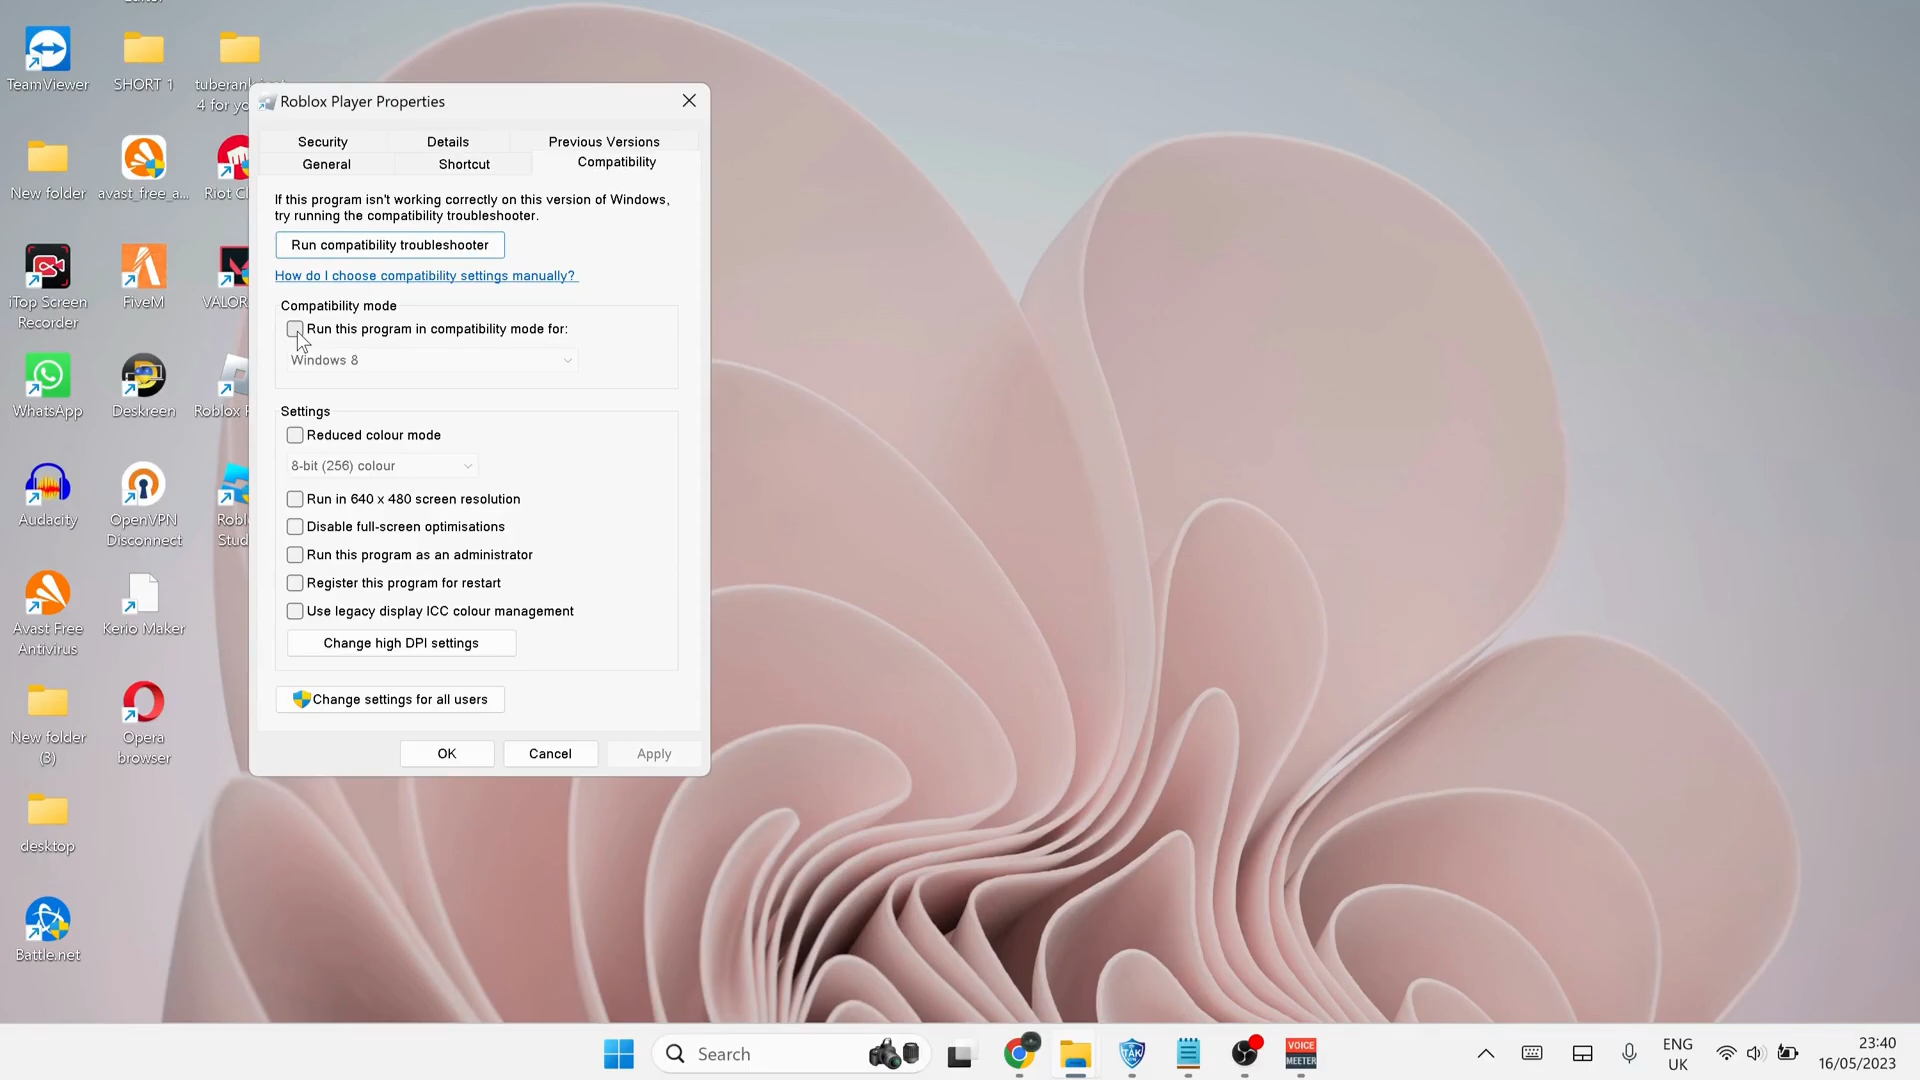 Editor
TeamViewer
SHORT 1
tuberank
4 for yo
New folder
avast_free_a...
Riot Cl
iTop Screen
Recorder
FiveM
VALOR
WhatsApp
Deskreen
Roblox P
Audacity
OpenVPN
Disconnect
Robl
Stud
Avast Free
Antivirus
Kerio Maker
New folder
(3)
Opera
browser
desktop
Battle.net
Roblox Player Properties
Security
Details
Previous Versions
General
Shortcut
Compatibility
If this program isn't working correctly on this version of Windows,
try running the compatibility troubleshooter.
Run compatibility troubleshooter
How do I choose compatibility settings manually?
Compatibility mode
Run this program in compatibility mode for:
Windows 8
Settings
Reduced colour mode
8-bit (256) colour
Run in 640 x 480 screen resolution
Disable full-screen optimisations
Run this program as an administrator
Register this program for restart
Use legacy display ICC colour management
Change high DPI settings
Change settings for all users
OK
Cancel
Apply
Search
TAK
VOICE
MEETER
ENG
UK
23:40
16/05/2023